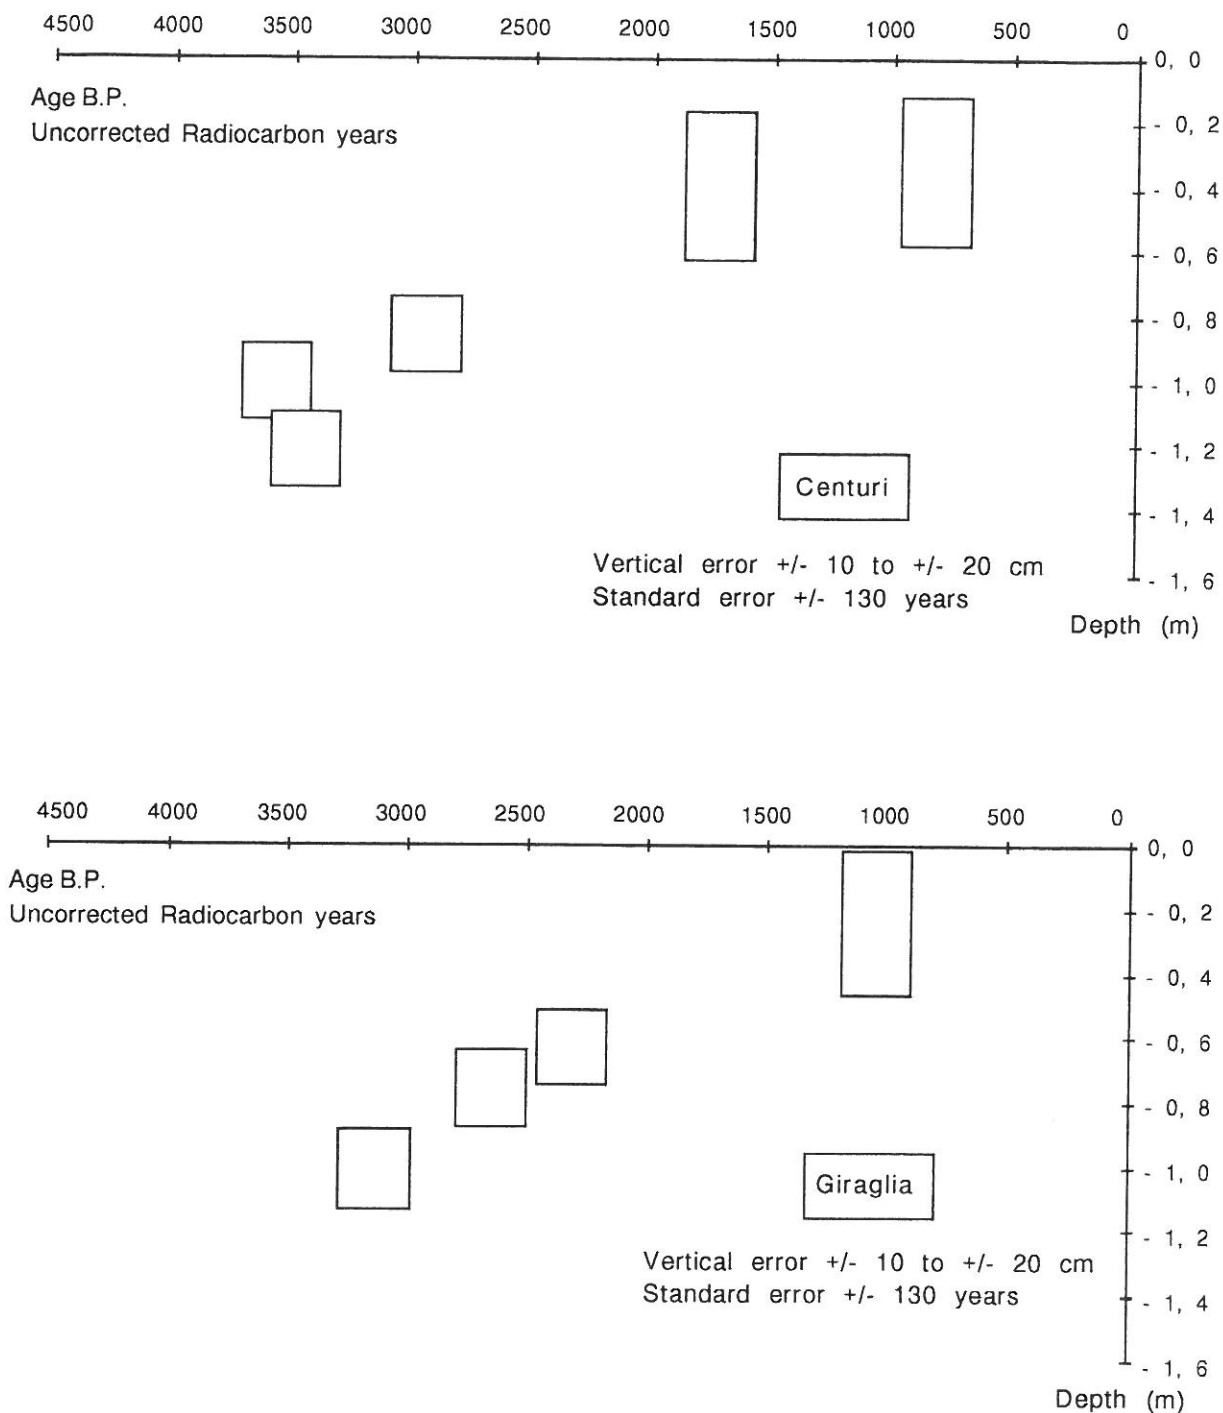 4500 4000 3500 3000 2500 2000 1500 1000 500 0
0, 0
Age B.P.
Uncorrected Radiocarbon years
- 0, 2
- 0, 4
- 0, 6
- 0, 8
- 1, 0
- 1, 2
Centuri
- 1, 4
Vertical error +/- 10 to +/- 20 cm
- 1, 6
Standard error +/- 130 years
Depth (m)
4500 4000 3500 3000 2500 2000 1500 1000 500 0
0, 0
Age B.P.
Uncorrected Radiocarbon years
- 0, 2
- 0, 4
- 0, 6
- 0, 8
- 1, 0
Giraglia
- 1, 2
Vertical error +/- 10 to +/- 20 cm
Standard error +/- 130 years
- 1, 4
- 1, 6
Depth (m)